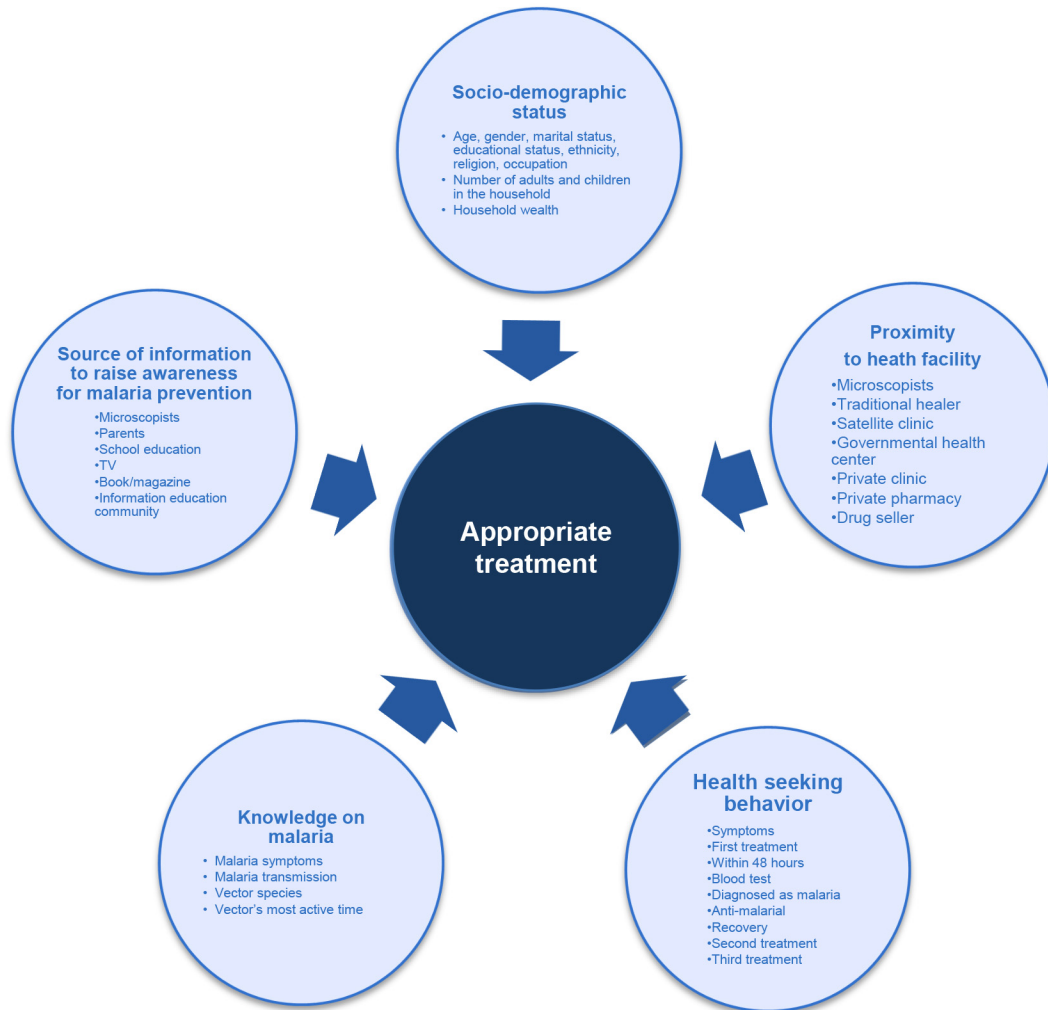 Socio-demographic
status
• Age, gender, marital status,
educational status, ethnicity,
religion, occupation
• Number of adults and children
in the household
• Household wealth
Source of information
to raise awareness
for malaria prevention
•Microscopists
•Parents
•School education
•TV
•Book/magazine
•Information education
community
Proximity
to heath facility
•Microscopists
•Traditional healer
•Satellite clinic
•Governmental health
center
•Private clinic
•Private pharmacy
•Drug seller
Appropriate
treatment
Knowledge on
malaria
• Malaria symptoms
• Malaria transmission
• Vector species
• Vector's most active time
Health seeking
behavior
•Symptoms
•First treatment
•Within 48 hours
•Blood test
•Diagnosed as malaria
•Anti-malarial
•Recovery
•Second treatment
•Third treatment